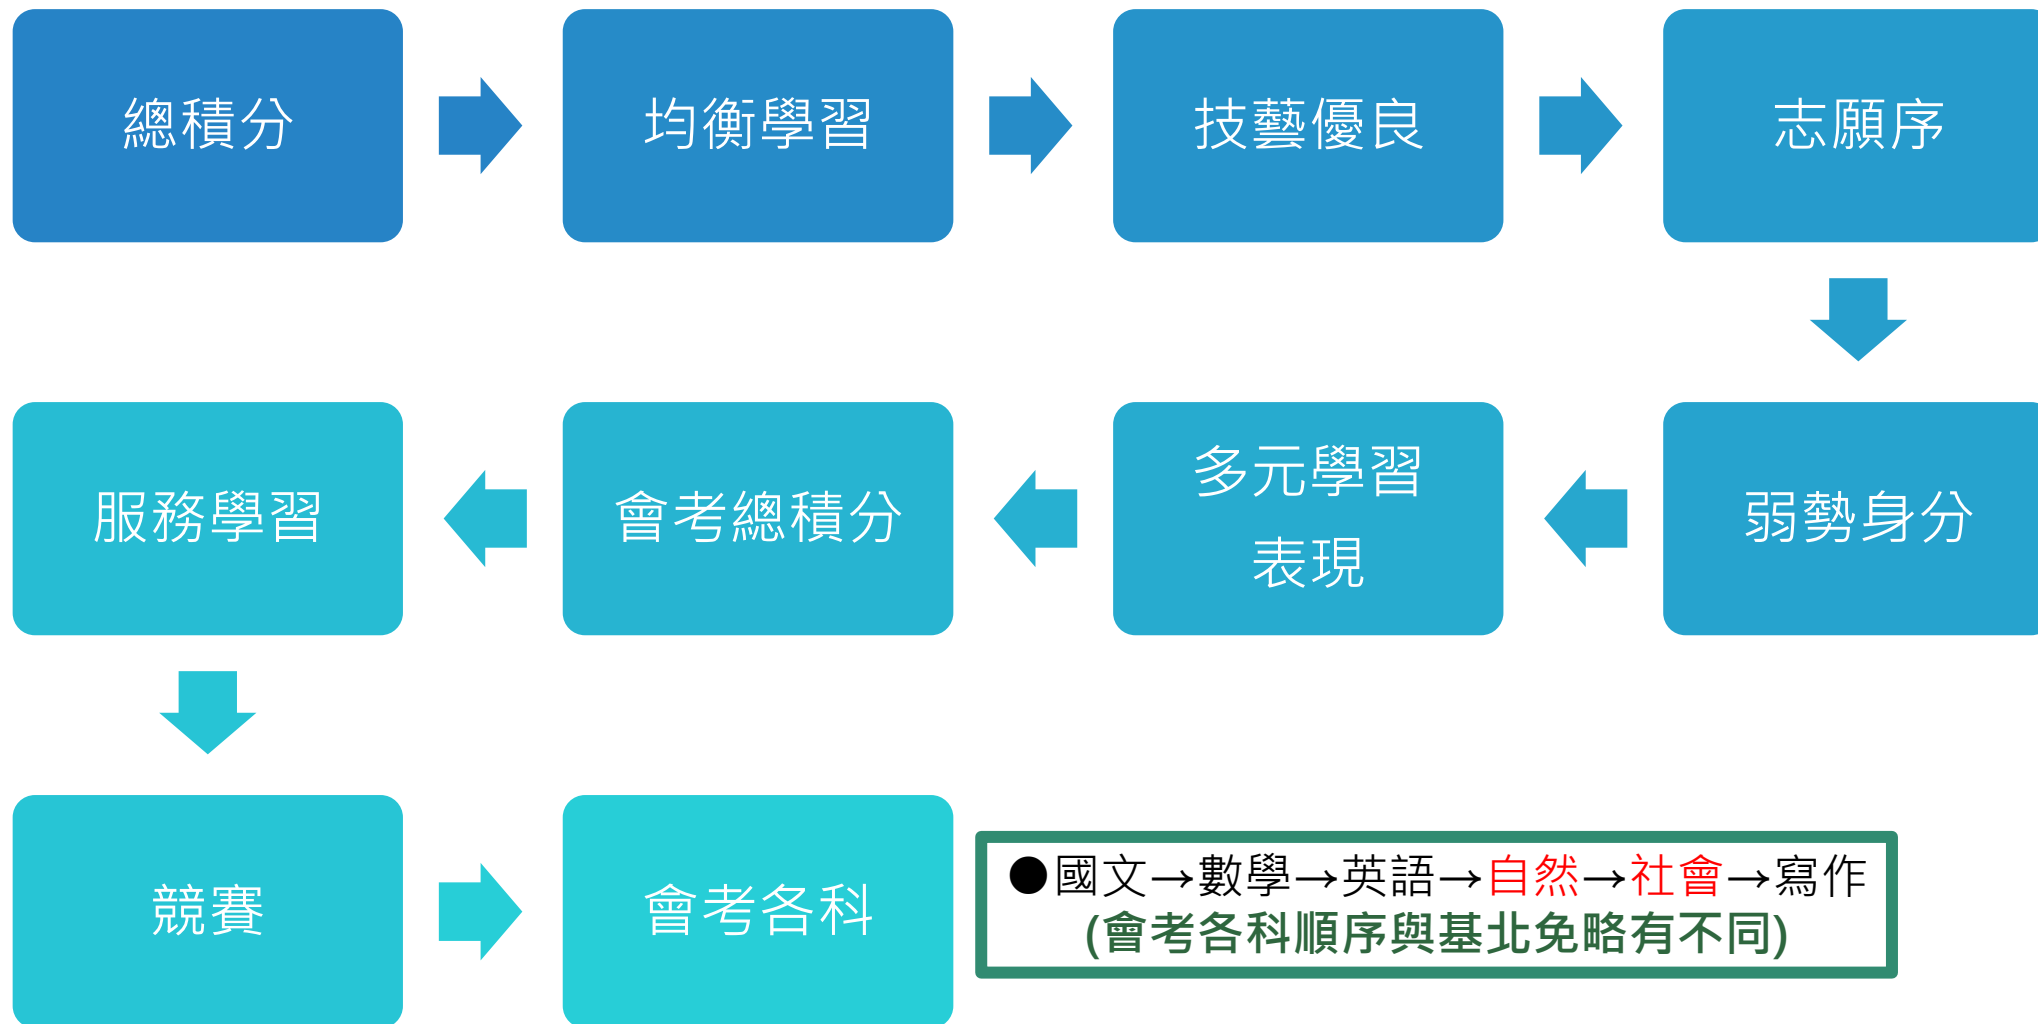 總積分
均衡學習
技藝優良
志願序
弱勢身分
多元學習
表現
會考總積分
服務學習
競賽
會考各科
●國文→數學→英語→自然→社會→寫作
(會考各科順序與基北免略有不同)